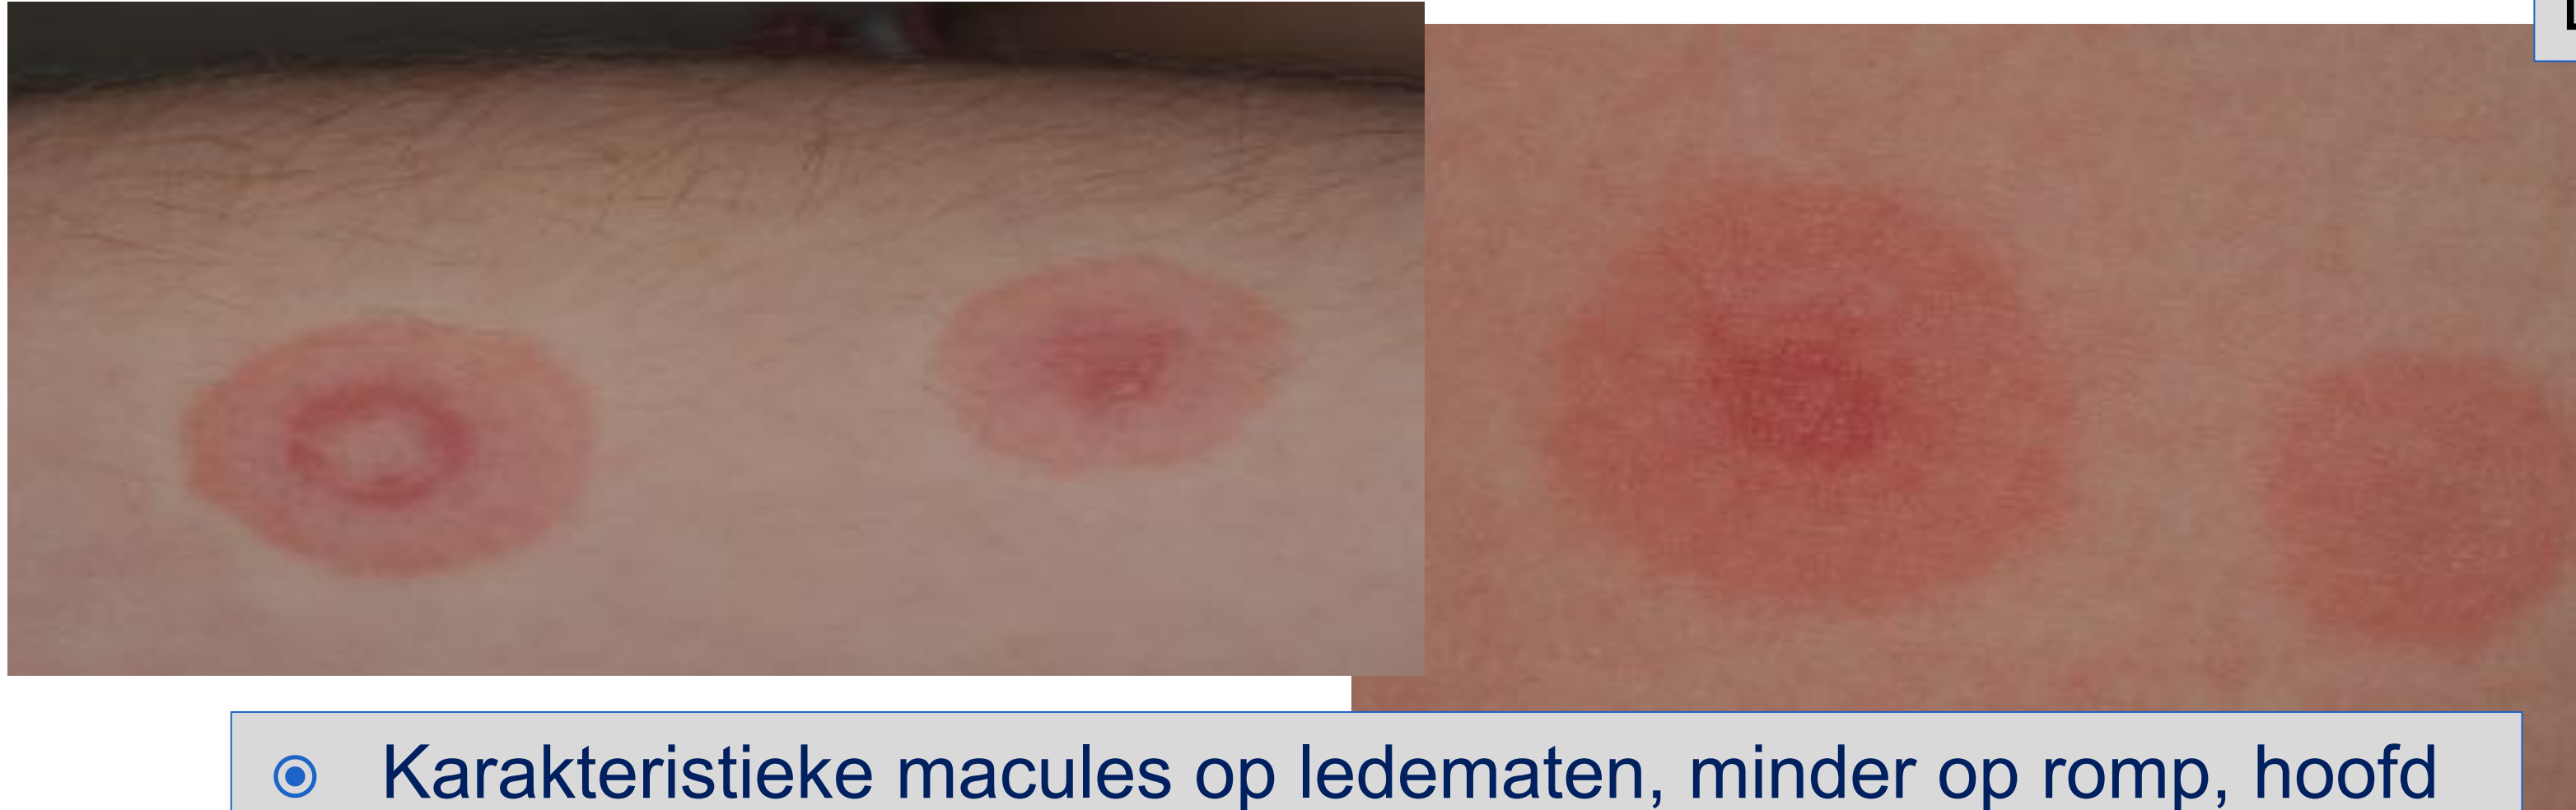 Karakteristieke macules op ledematen, minder op romp, hoofd